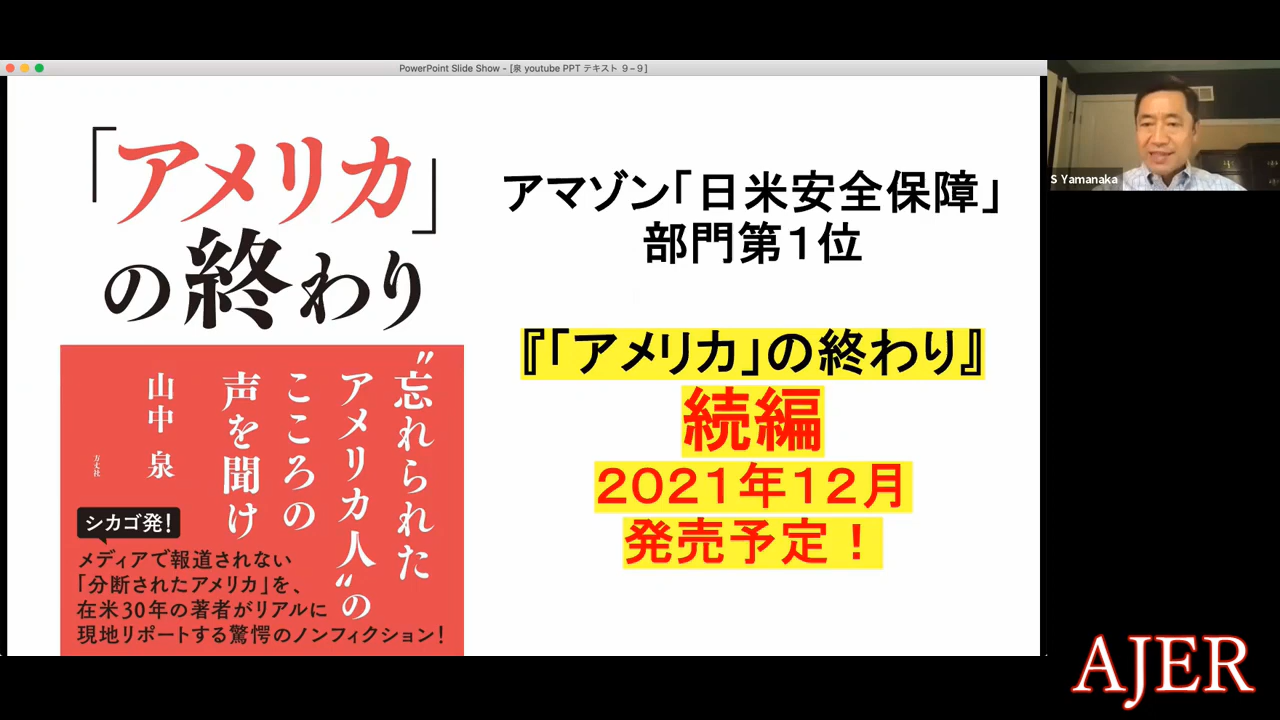 PowerPoint Slide Show - [泉 youtube PPT テキスト 9−9]
「アメリカ」
の終わり
〝忘れられた
アメリカ人〟の
こころの
声を聞け
山中 泉
方丈社
シカゴ発!
メディアで報道されない
「分断されたアメリカ」を、
在米30年の著者がリアルに
現地リポートする驚愕のノンフィクション!
アマゾン「日米安全保障」
部門第1位
『「アメリカ」の終わり』
続編
2021年12月
発売予定!
S Yamanaka
AJER